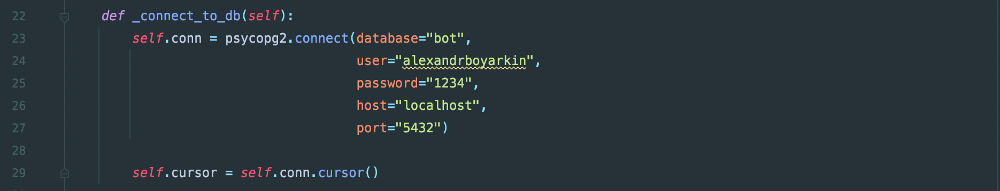 22 def _connect_to_db(self):
23 self.conn = psycopg2.connect(database="bot",
24 user="alexandrboyarkin",
25 password="1234",
26 host="localhost",
27 port="5432")
28
29 self.cursor = self.conn.cursor()